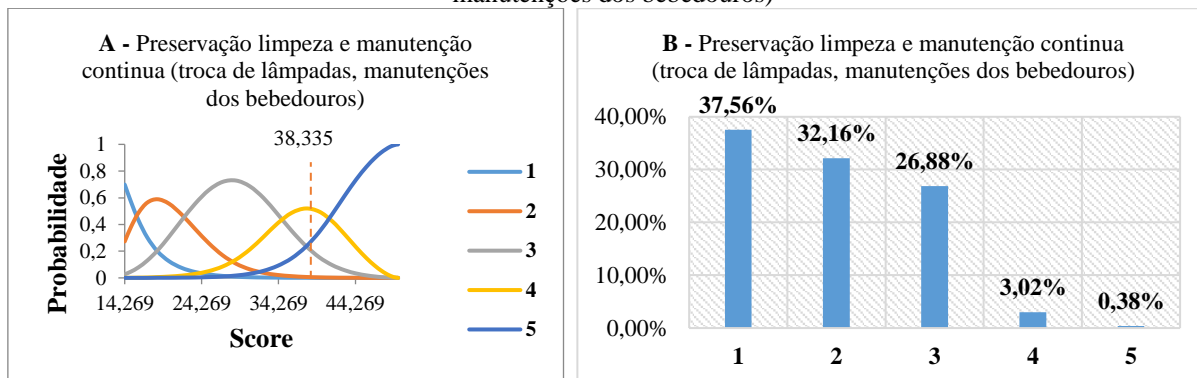 manutenções dos bebedouros)
A - Preservação limpeza e manutenção
continua (troca de lâmpadas, manutenções
dos bebedouros)
38,335
1
0,8
0,6
0,4
0,2
0
Probabilidade
14,269 24,269 34,269 44,269
Score
1
2
3
4
5
B - Preservação limpeza e manutenção continua
(troca de lâmpadas, manutenções dos bebedouros)
40,00%
30,00%
20,00%
10,00%
0,00%
37,56%
32,16%
26,88%
3,02%
0,38%
1 2 3 4 5